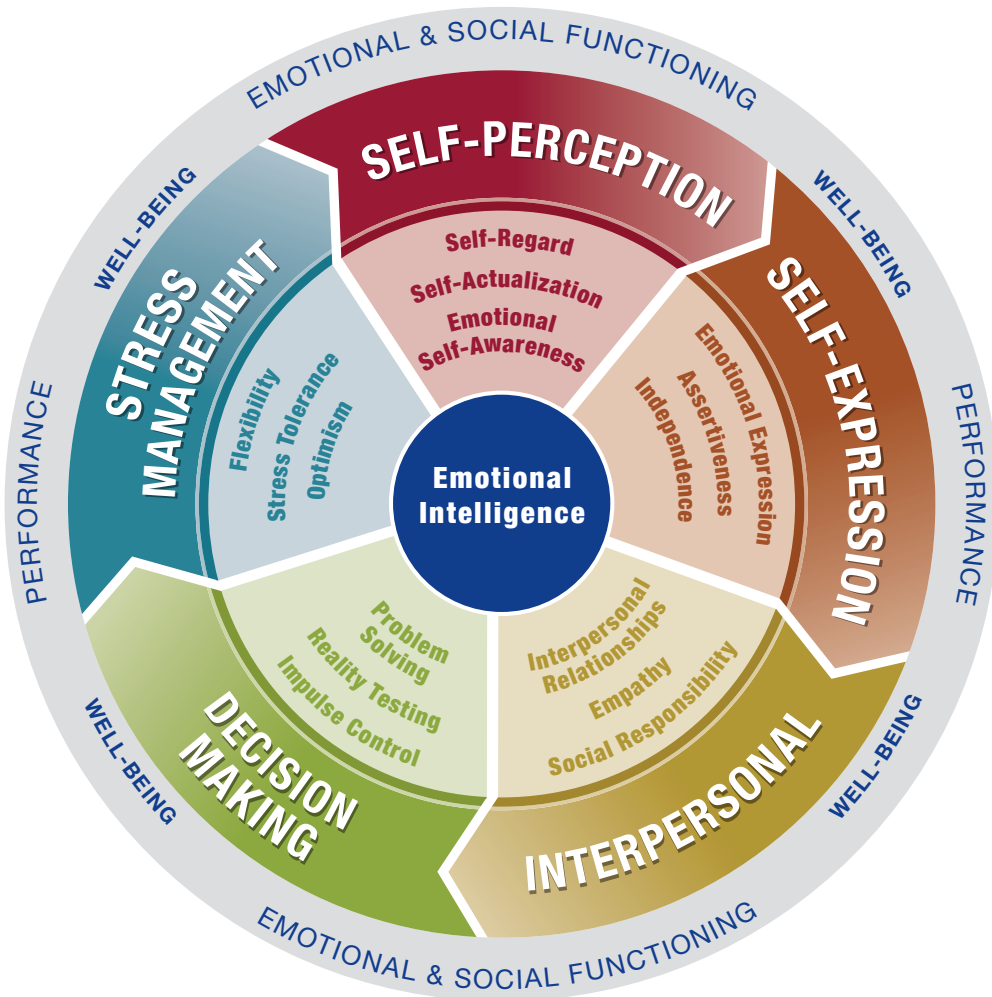 EMOTIONAL & SOCIAL FUNCTIONING
WELL-BEING
WELL-BEING
PERFORMANCE
PERFORMANCE
WELL-BEING
WELL-BEING
EMOTIONAL & SOCIAL FUNCTIONING
SELF-PERCEPTION
Self-Regard
Self-Actualization
Emotional
Self-Awareness
SELF-EXPRESSION
Emotional Expression
Assertiveness
Independence
INTERPERSONAL
Interpersonal
Relationships
Empathy
Social Responsibility
DECISION
MAKING
Problem
Solving
Reality Testing
Impulse Control
STRESS
MANAGEMENT
Flexibility
Stress Tolerance
Optimism
Emotional
Intelligence